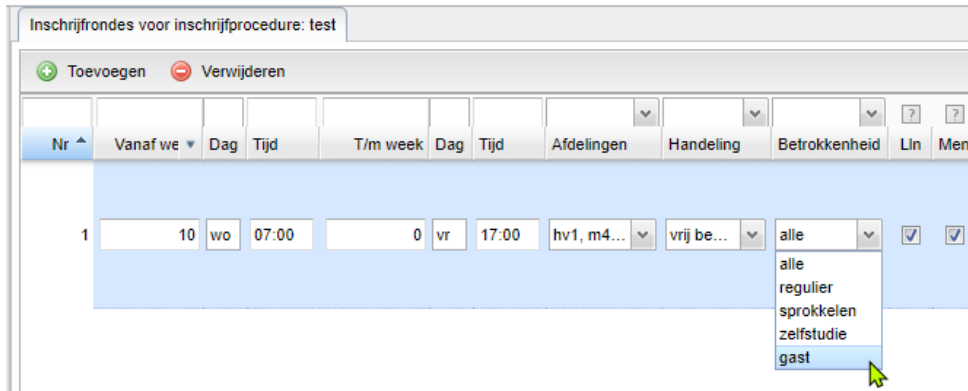 Inschrijfrondes voor inschrijfprocedure: test
Toevoegen Verwijderen
? ?
Nr Vanaf we Dag Tijd T/m week Dag Tijd Afdelingen Handeling Betrokkenheid Lln Men
1 10 wo 07:00 0 vr 17:00 hv1, m4... vrij be... alle
alle
regulier
sprokkelen
zelfstudie
gast